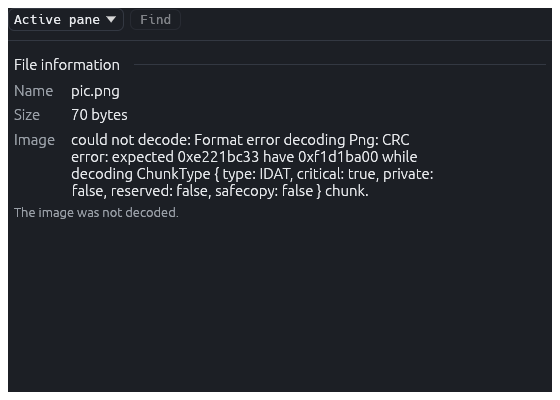 Active pane Find
File information
Name pic.png
Size 70 bytes
Image could not decode: Format error decoding Png: CRC
error: expected 0xe221bc33 have 0xf1d1ba00 while
decoding ChunkType { type: IDAT, critical: true, private:
false, reserved: false, safecopy: false } chunk.
The image was not decoded.